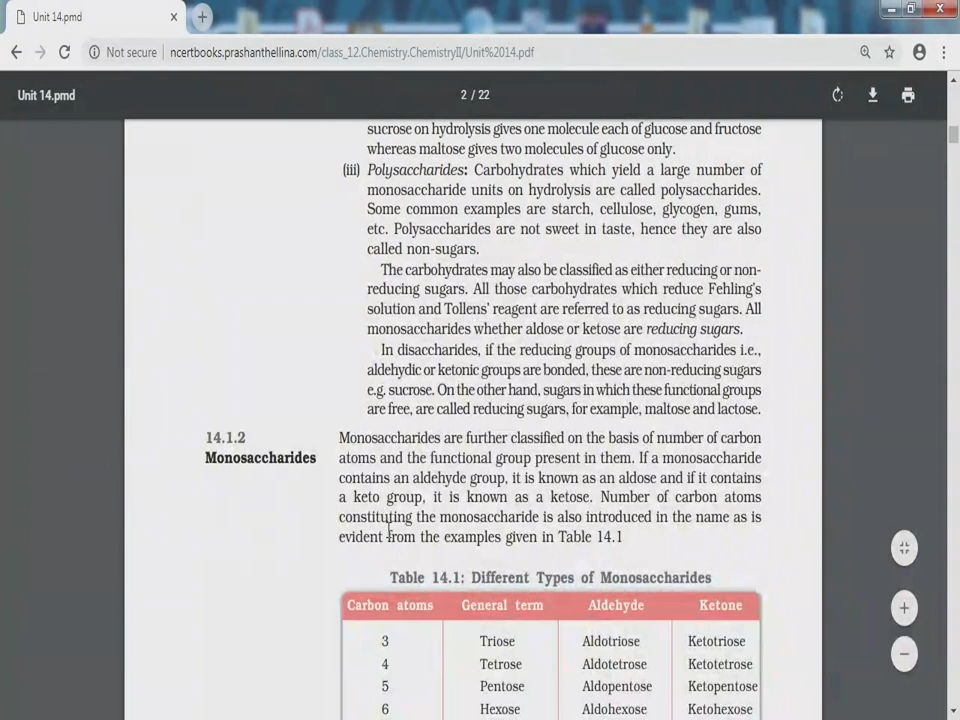 Unit 14.pmd
Not secure
ncertbooks.prashanthellina.com/class_12.Chemistry.ChemistryII/Unit%2014.pdf
Unit 14.pmd
2 / 22
sucrose on hydrolysis gives one molecule each of glucose and fructose
whereas maltose gives two molecules of glucose only.
(iii) Polysaccharides: Carbohydrates which yield a large number of
monosaccharide units on hydrolysis are called polysaccharides.
Some common examples are starch, cellulose, glycogen, gums,
etc. Polysaccharides are not sweet in taste, hence they are also
called non-sugars.
The carbohydrates may also be classified as either reducing or non-
reducing sugars. All those carbohydrates which reduce Fehling's
solution and Tollens' reagent are referred to as reducing sugars. All
monosaccharides whether aldose or ketose are reducing sugars.
In disaccharides, if the reducing groups of monosaccharides i.e.,
aldehydic or ketonic groups are bonded, these are non-reducing sugars
e.g. sucrose. On the other hand, sugars in which these functional groups
are free, are called reducing sugars, for example, maltose and lactose.
14.1.2
Monosaccharides
Monosaccharides are further classified on the basis of number of carbon
atoms and the functional group present in them. If a monosaccharide
contains an aldehyde group, it is known as an aldose and if it contains
a keto group, it is known as a ketose. Number of carbon atoms
constituting the monosaccharide is also introduced in the name as is
evident from the examples given in Table 14.1
Table 14.1: Different Types of Monosaccharides
Carbon atoms General term Aldehyde Ketone
3 Triose Aldotriose Ketotriose
4 Tetrose Aldotetrose Ketotetrose
5 Pentose Aldopentose Ketopentose
6 Hexose Aldohexose Ketohexose